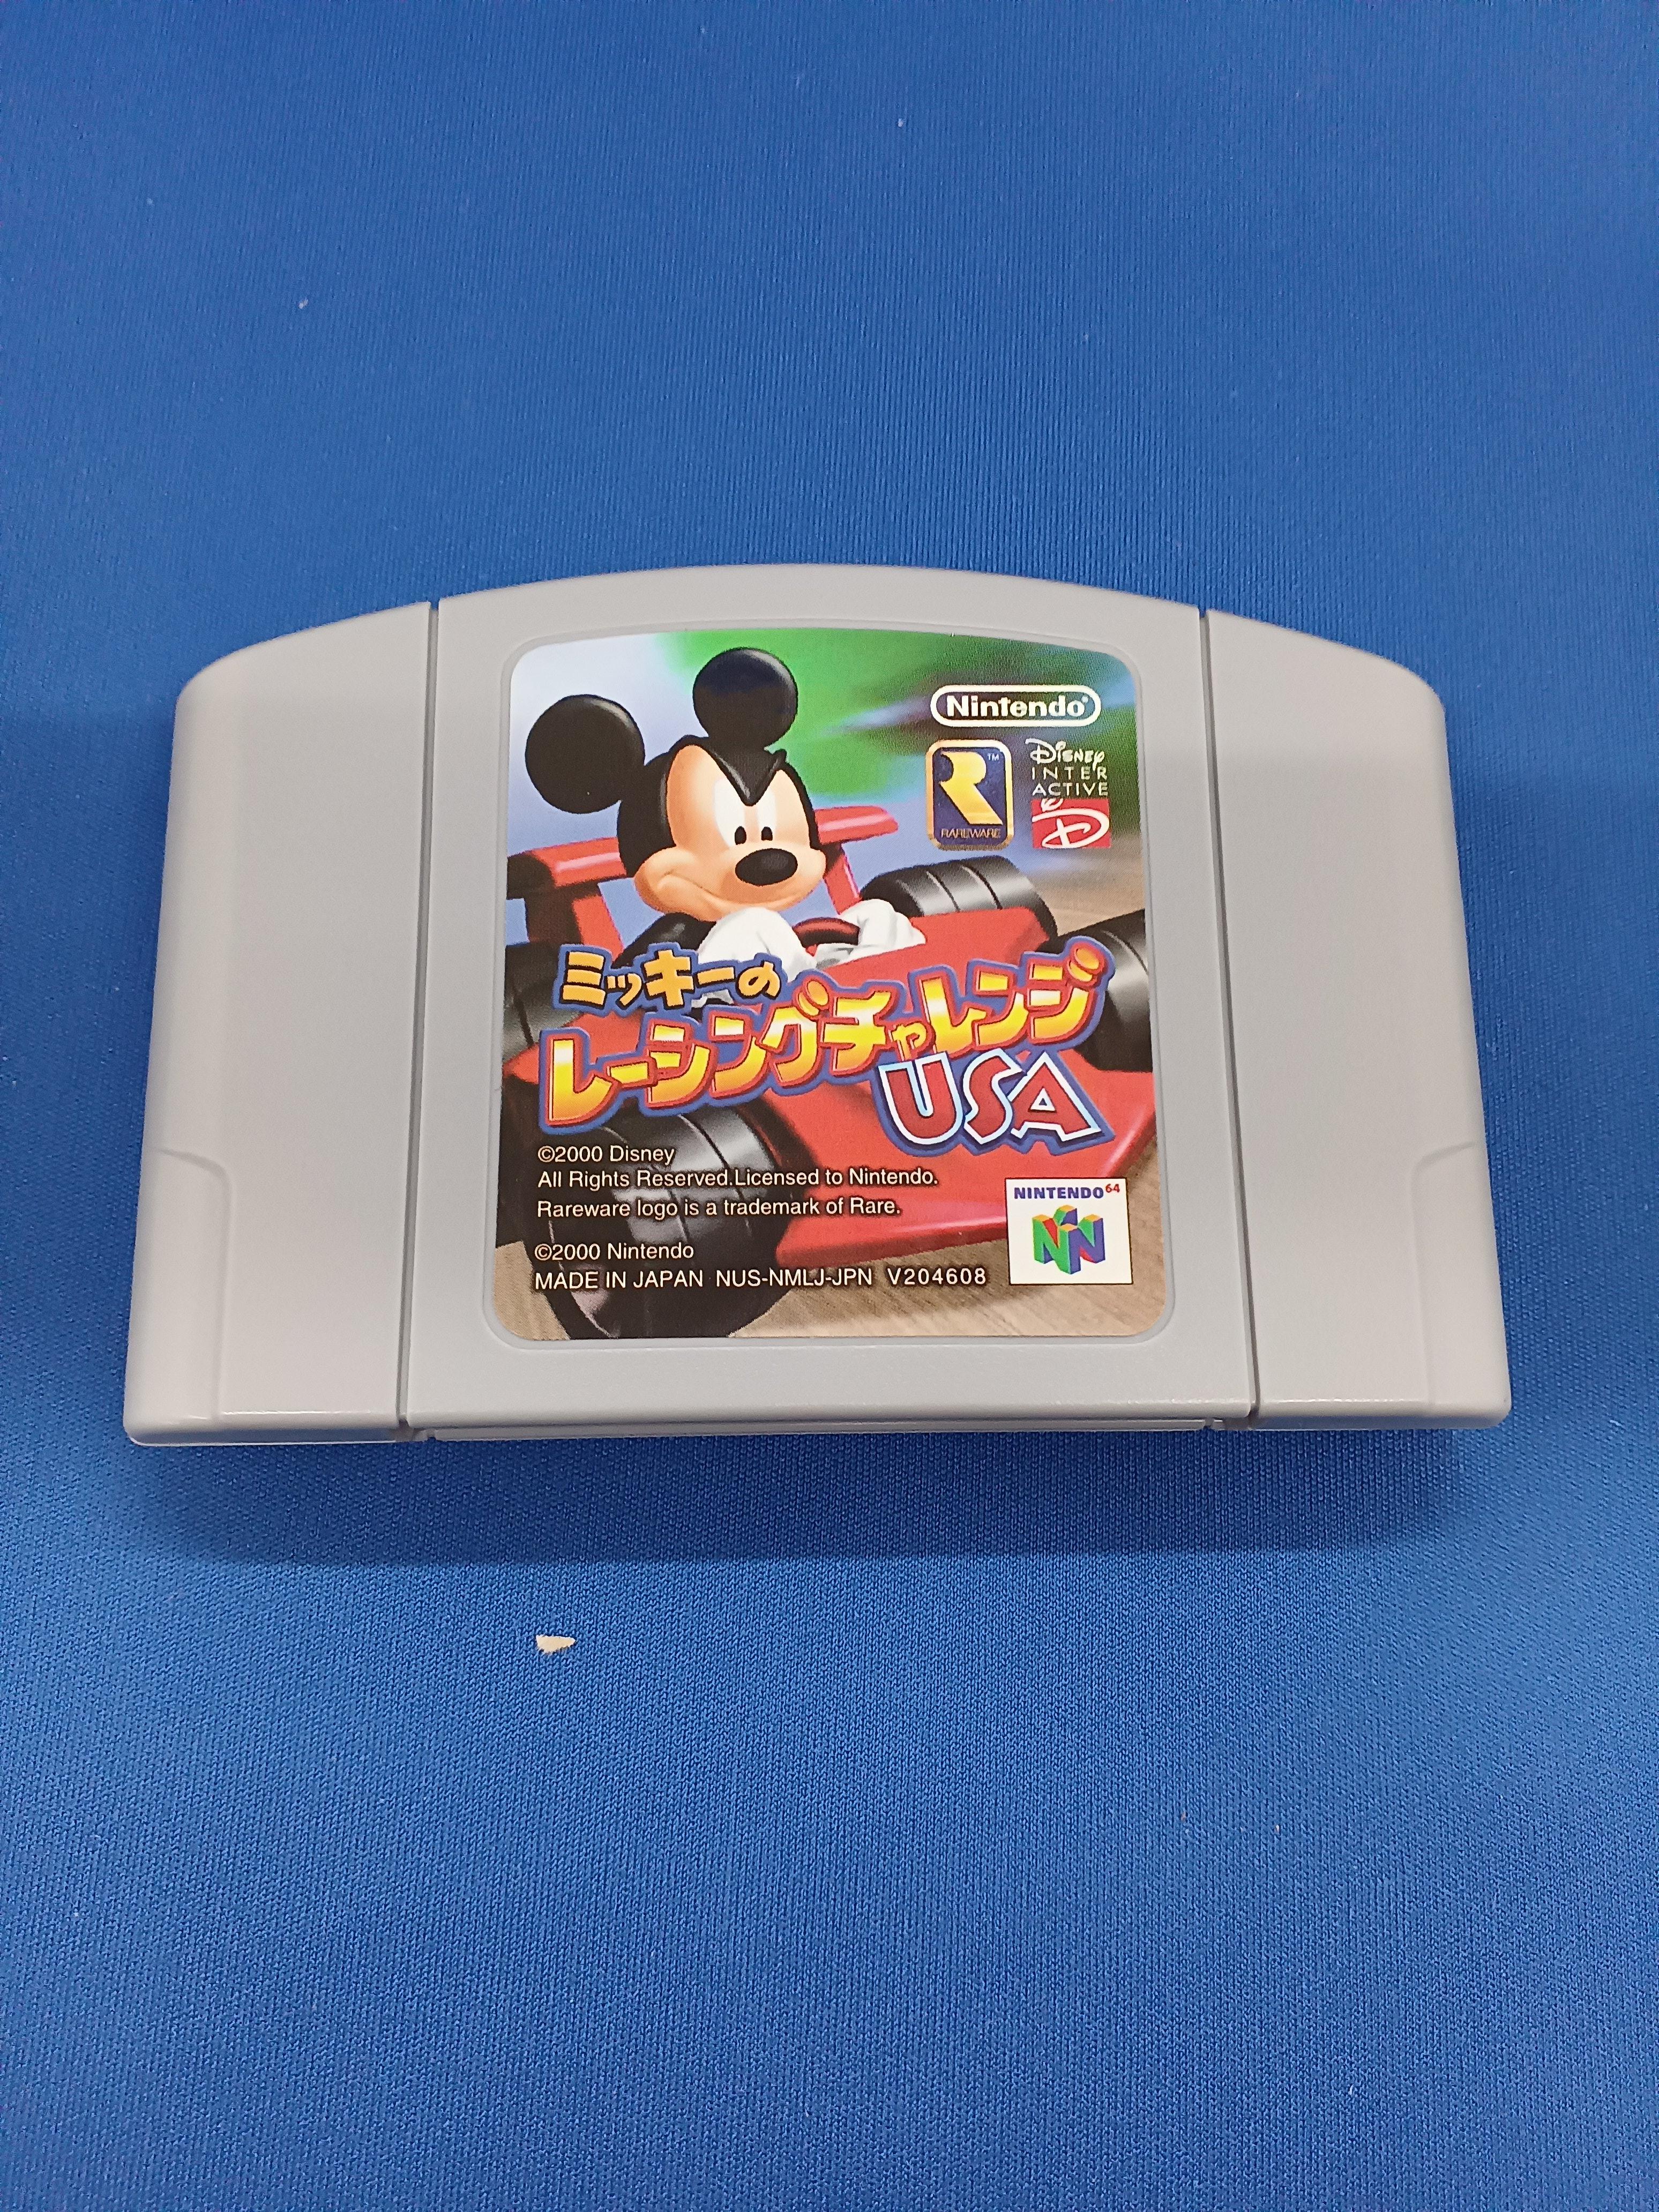 Nintendo®
RAREWARE™
Disney
INTER
ACTIVE
D
ミッキーの
レーシングチャレンジ
USA
©2000 Disney
All Rights Reserved.Licensed to Nintendo.
Rareware logo is a trademark of Rare.
©2000 Nintendo
MADE IN JAPAN NUS-NMLJ-JPN V204608
NINTENDO64